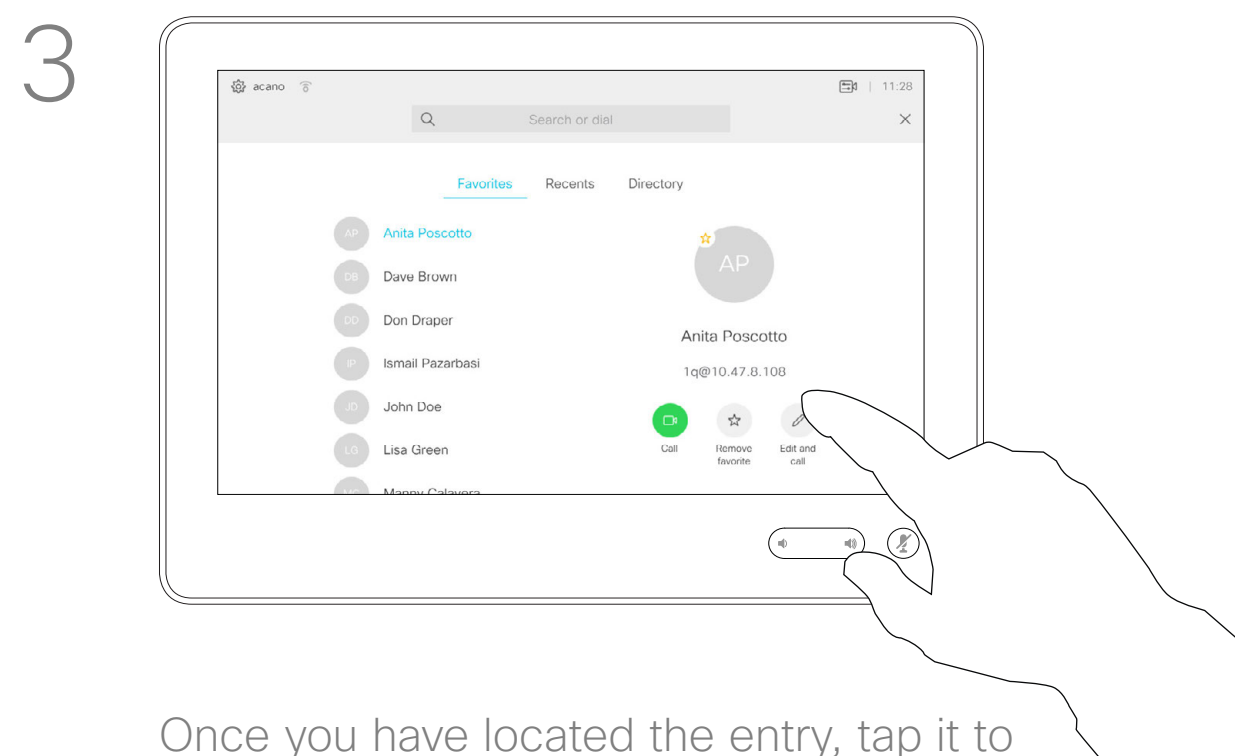 3
acano
11:28
Search or dial
Favorites Recents Directory
AP Anita Poscotto
DB Dave Brown
DD Don Draper
IP Ismail Pazarbasi
JD John Doe
LG Lisa Green
Manny Calavera
AP
Anita Poscotto
1q@10.47.8.108
Call
Remove favorite
Edit and call
Once you have located the entry, tap it to